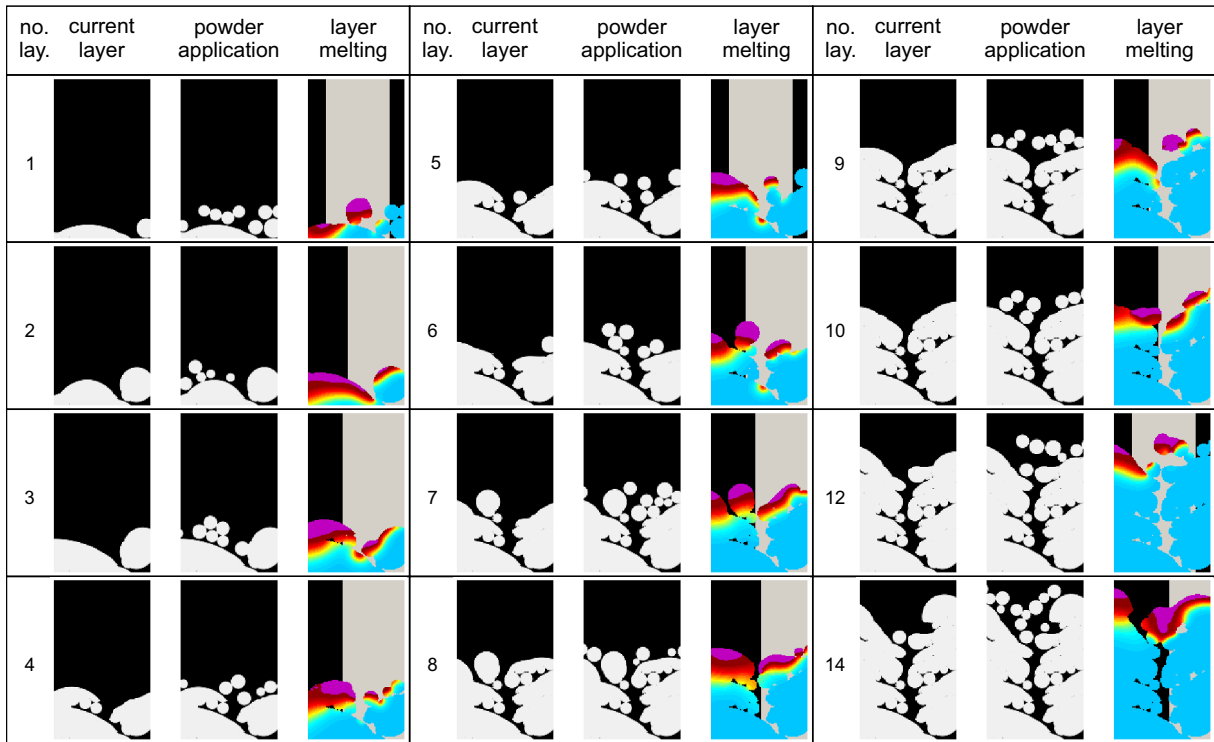 no. current powder layer no. current powder layer no. current powder layer
lay. layer application melting lay. layer application melting lay. layer application melting
1 5 9
2 6 10
3 7 12
4 8 14